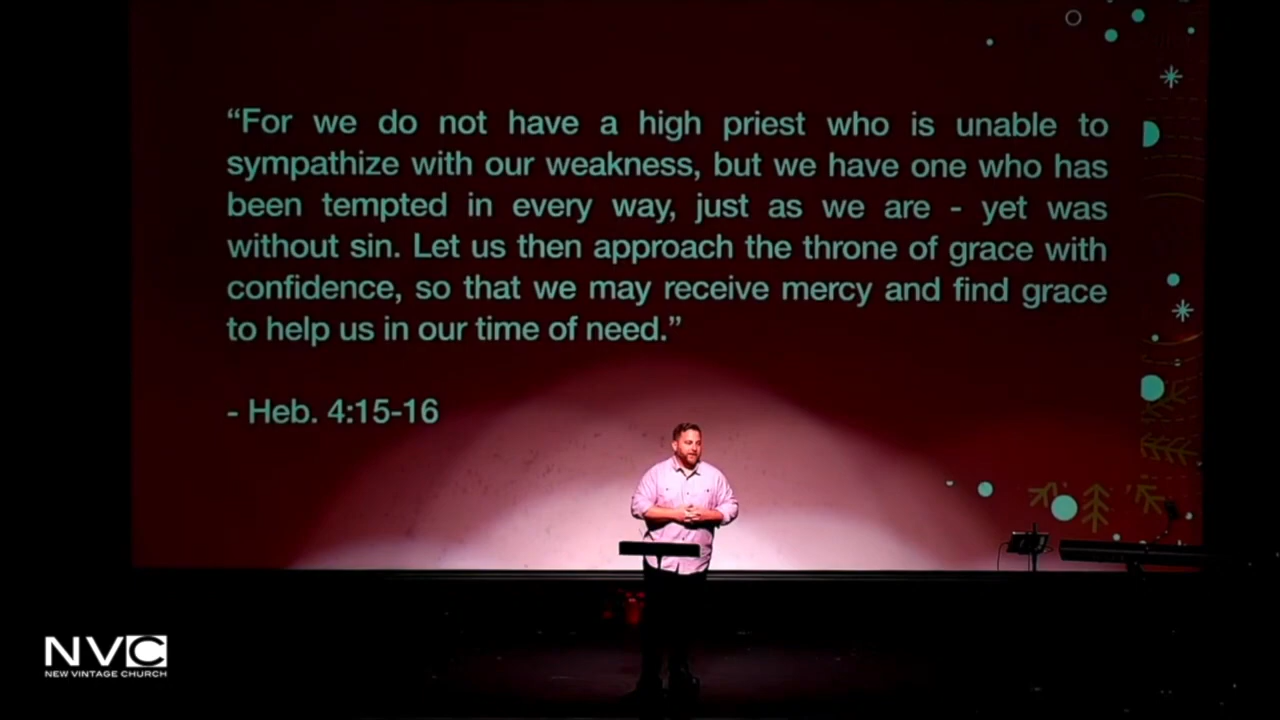 “For we do not have a high priest who is unable to
sympathize with our weakness, but we have one who has
been tempted in every way, just as we are - yet was
without sin. Let us then approach the throne of grace with
confidence, so that we may receive mercy and find grace
to help us in our time of need.”
- Heb. 4:15-16
NVC
NEW VINTAGE CHURCH